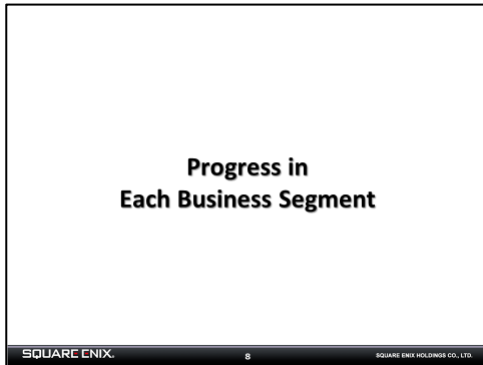 Progress in
Each Business Segment
SQUARE ENIX.
8
SQUARE ENIX HOLDINGS CO., LTD.